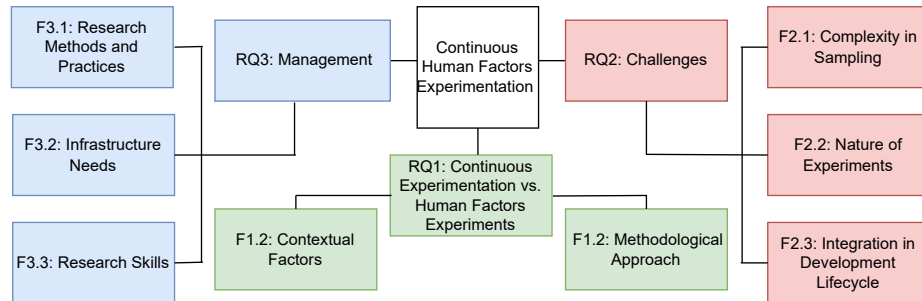 F3.1: Research
Methods and
Practices
RQ3: Management
Continuous
Human Factors
Experimentation
RQ2: Challenges
F2.1: Complexity
in Sampling
F3.2: Infrastructure
Needs
RQ1: Continuous
Experimentation vs.
Human Factors
Experiments
F2.2: Nature of
Experiments
F3.3: Research Skills
F1.2: Contextual
Factors
F1.2: Methodological
Approach
F2.3: Integration in
Development
Lifecycle